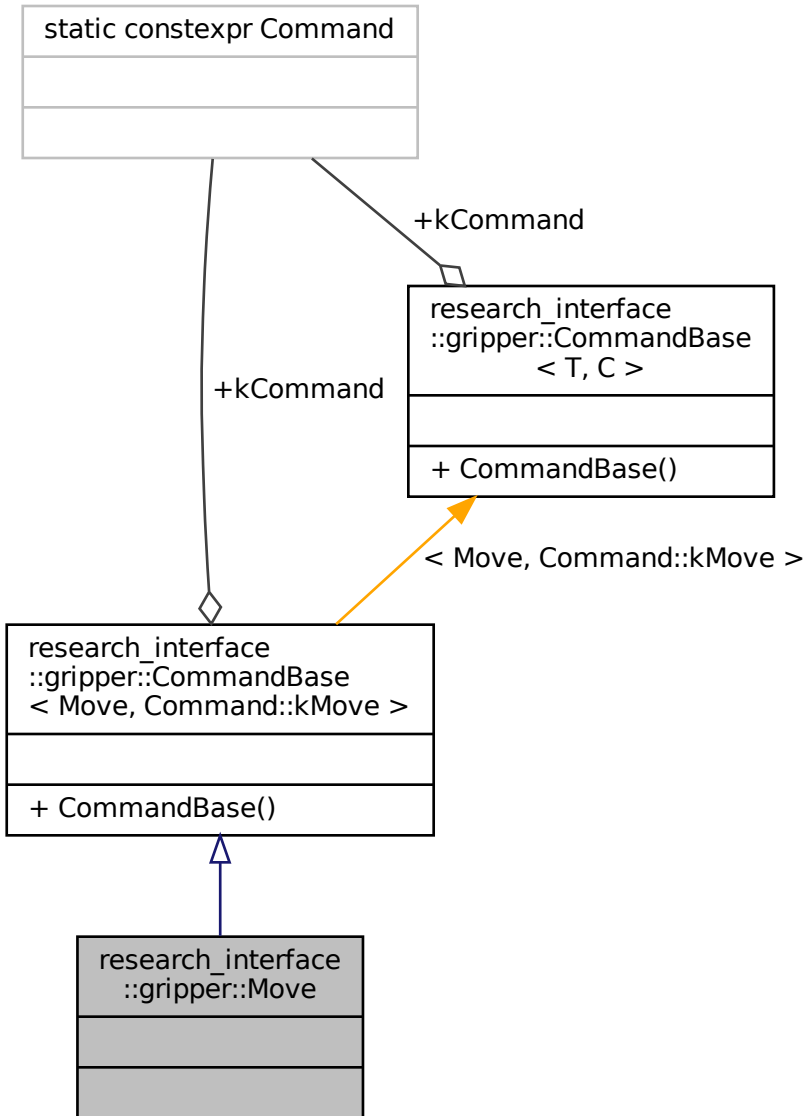 static constexpr Command
+kCommand
research_interface
::gripper::CommandBase
< T, C >
+ CommandBase()
+kCommand
< Move, Command::kMove >
research_interface
::gripper::CommandBase
< Move, Command::kMove >
+ CommandBase()
research_interface
::gripper::Move